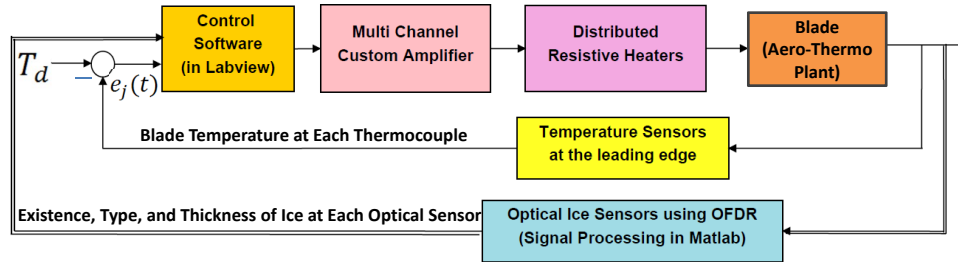 Control
Software
(in Labview)
Multi Channel
Custom Amplifier
Distributed
Resistive Heaters
Blade
(Aero-Thermo
Plant)
T_d
e_j(t)
Blade Temperature at Each Thermocouple
Temperature Sensors
at the leading edge
Existence, Type, and Thickness of Ice at Each Optical Sensor
Optical Ice Sensors using OFDR
(Signal Processing in Matlab)